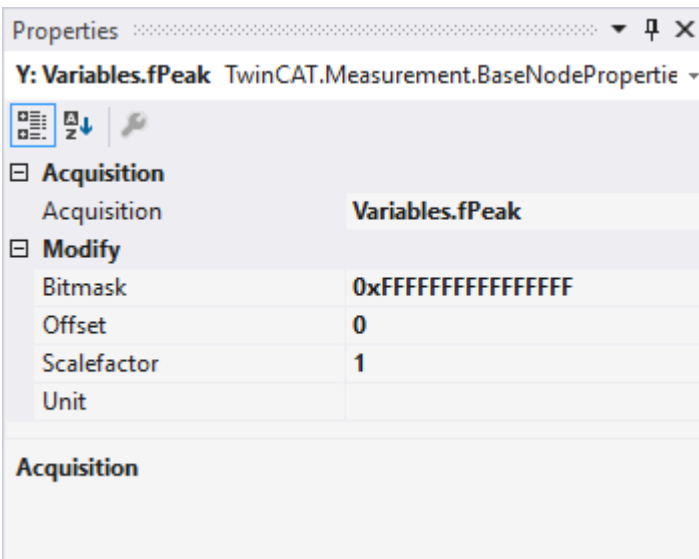 Properties
Y: Variables.fPeak TwinCAT.Measurement.BaseNodePropertie
Acquisition
Acquisition Variables.fPeak
Modify
Bitmask 0xFFFFFFFFFFFFFFFF
Offset 0
Scalefactor 1
Unit
Acquisition